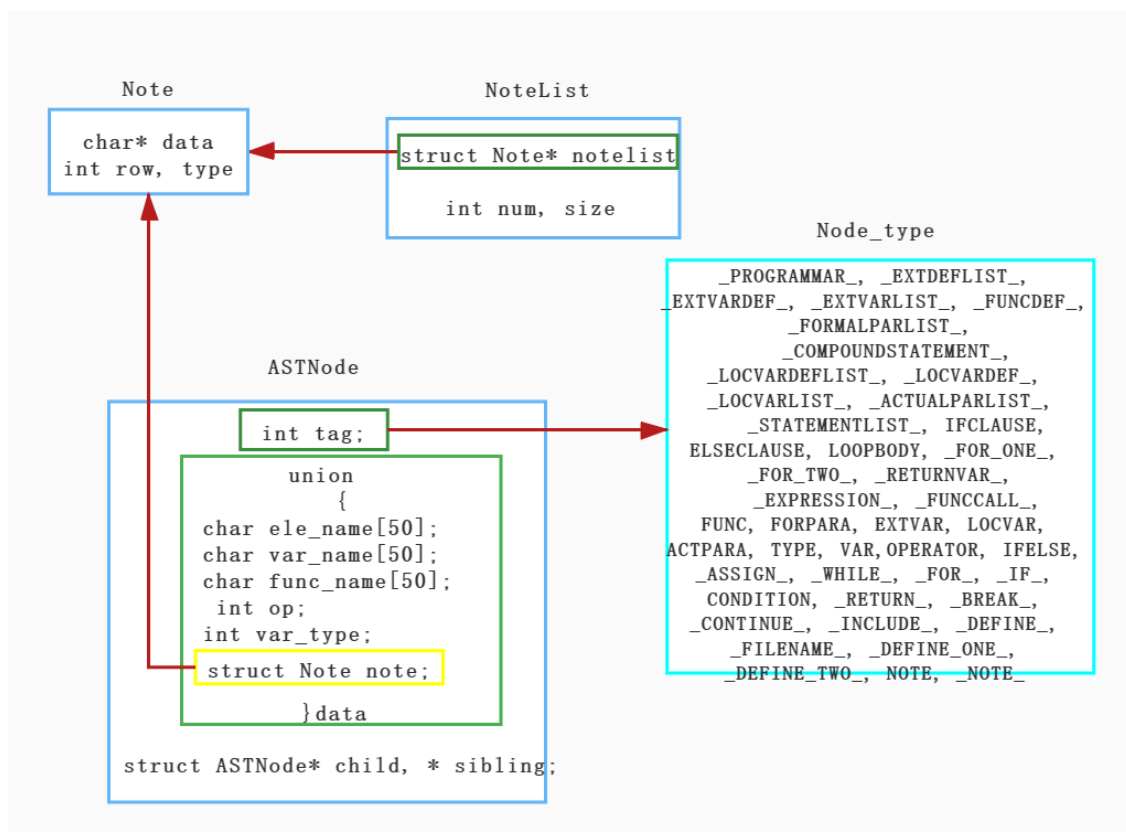 Note
char* data
int row, type
NoteList
struct Note* notelist
int num, size
Node_type
_PROGRAMMAR_, _EXTDEFLIST_,
_EXTVARDEF_, _EXTVARLIST_, _FUNCDEF_,
_FORMALPARLIST_,
_COMPOUNDSTATEMENT_,
_LOCVARDEFLIST_, _LOCVARDEF_,
_LOCVARLIST_, _ACTUALPARLIST_,
_STATEMENTLIST_, IFCLAUSE,
ELSECLAUSE, LOOPBODY, _FOR_ONE_,
_FOR_TWO_, _RETURNVAR_,
_EXPRESSION_, _FUNCCALL_,
FUNC, FORPARA, EXTVAR, LOCVAR,
ACTPARA, TYPE, VAR,OPERATOR, IFELSE,
_ASSIGN_, _WHILE_, _FOR_, _IF_,
CONDITION, _RETURN_, _BREAK_,
_CONTINUE_, _INCLUDE_, _DEFINE_,
_FILENAME_, _DEFINE_ONE_,
_DEFINE_TWO_, NOTE, _NOTE_
ASTNode
int tag;
union
{
char ele_name[50];
char var_name[50];
char func_name[50];
int op;
int var_type;
struct Note note;
}data
struct ASTNode* child, * sibling;